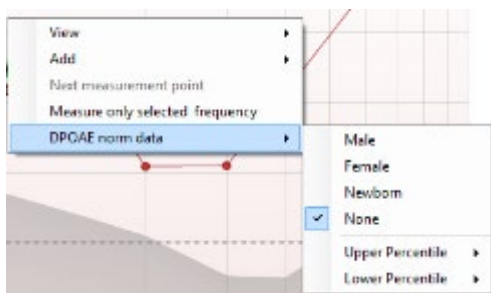 View
Add
Next measurement point
Measure only selected frequency
DPOAE norm data
Male
Female
Newborn
None
Upper Percentile
Lower Percentile